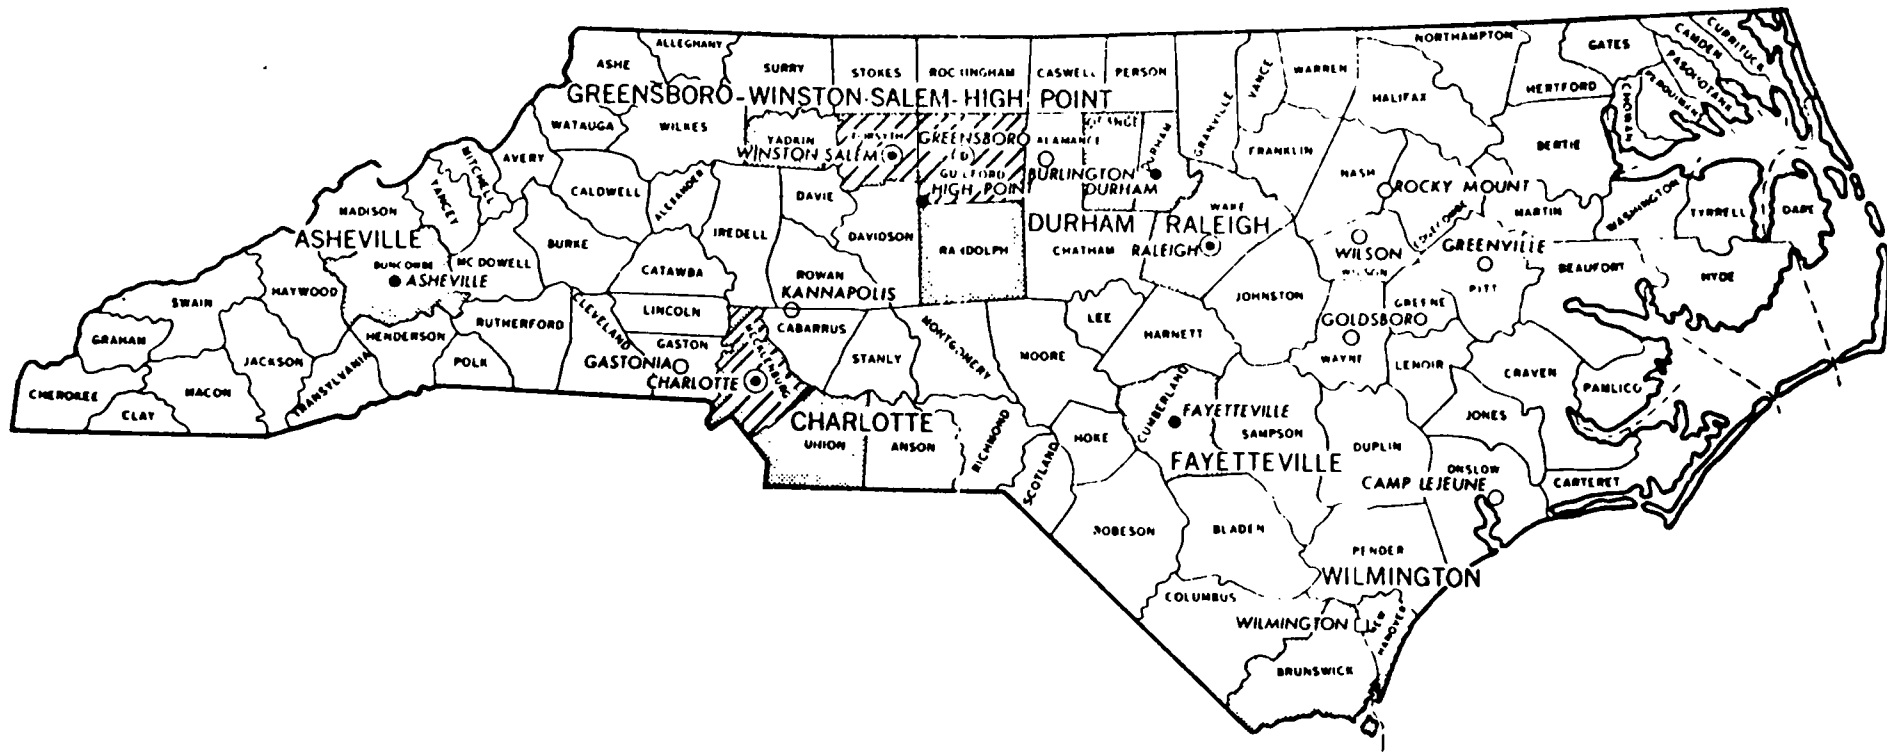 ALLEGHANY
ASHE
SURRY
STOKES
ROCKINGHAM
CASWELL
PERSON
VANCE
WARREN
NORTHAMPTON
GATES
CAMDEN
CURRITUCK
PASQUOTANK
HERTFORD
HALIFAX
GRANVILLE
GREENSBORO-WINSTON-SALEM-HIGH POINT
WATAUGA
WILKES
YADKIN
FORSYTH
GREENSBORO
ALAMANCE
ORANGE
DURHAM
FRANKLIN
BERTIE
CHOWAN
MITCHELL
AVERY
WINSTON SALEM
GUILFORD
BURLINGTON
DURHAM
NASH
ROCKY MOUNT
YANCEY
CALDWELL
ALEXANDER
DAVIE
HIGH POINT
MADISON
WAKE
EDGECOMBE
MARTIN
WASHINGTON
TYRRELL
DARE
ASHEVILLE
DURHAM
RALEIGH
BURKE
IREDELL
DAVIDSON
RANDOLPH
CHATHAM
RALEIGH
WILSON
GREENVILLE
BUNCOMBE
MC DOWELL
CATAWBA
ROWAN
WILSON
BEAUFORT
HYDE
ASHEVILLE
KANNAPOLIS
JOHNSTON
PITT
SWAIN
HAYWOOD
LINCOLN
CABARRUS
LEE
HARNETT
GREENE
GOLDSBORO
GRAHAM
HENDERSON
RUTHERFORD
CLEVELAND
GASTON
MECKLENBURG
STANLY
MONTGOMERY
MOORE
WAYNE
LENOIR
CRAVEN
PAMLICO
JACKSON
TRANSYLVANIA
POLK
GASTONIA
CHARLOTTE
CHEROKEE
MACON
CLAY
CHARLOTTE
UNION
ANSON
RICHMOND
SCOTLAND
HOKE
CUMBERLAND
FAYETTEVILLE
SAMPSON
DUPLIN
JONES
FAYETTEVILLE
ONSLOW
CAMP LEJEUNE
CARTERET
ROBESON
BLADEN
PENDER
WILMINGTON
COLUMBUS
WILMINGTON
NEW
HANOVER
BRUNSWICK